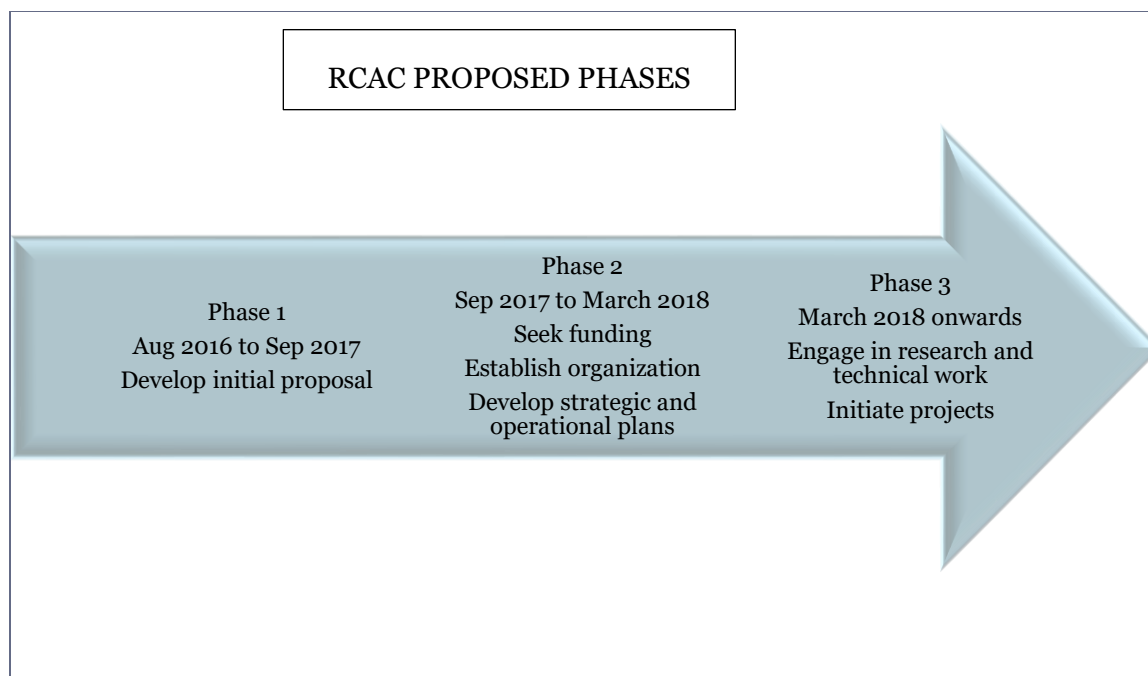 RCAC PROPOSED PHASES
Phase 1
Aug 2016 to Sep 2017
Develop initial proposal
Phase 2
Sep 2017 to March 2018
Seek funding
Establish organization
Develop strategic and
operational plans
Phase 3
March 2018 onwards
Engage in research and
technical work
Initiate projects